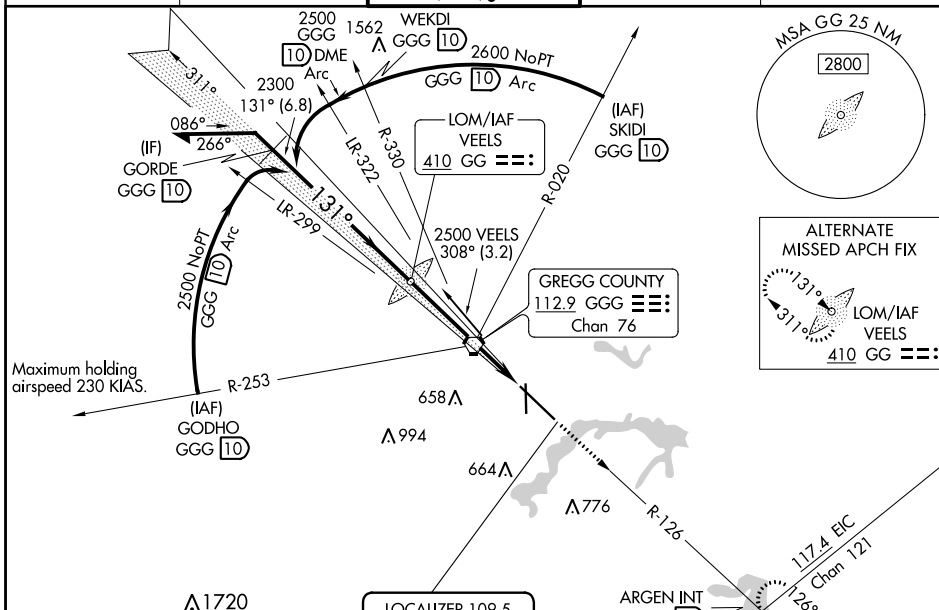 2500
GGG
10 DME
Arc
1562
WEKDI
GGG 10
2600 NoPT
GGG 10 Arc
MSA GG 25 NM
2800
311°
2300
131° (6.8)
086°
266°
(IF)
GORDE
GGG 10
LOM/IAF
VEELS
410 GG
(IAF)
SKIDI
GGG 10
R-330
LR-322
R-020
LR-299
131°
2500 VEELS
308° (3.2)
2500 NoPT
GGG 10 Arc
GREGG COUNTY
112.9 GGG
Chan 76
ALTERNATE
MISSED APCH FIX
131°
311°
LOM/IAF
VEELS
410 GG
Maximum holding
airspeed 230 KIAS.
R-253
(IAF)
GODHO
GGG 10
658
994
664
776
R-126
117.4 EIC
Chan 121
126°
1720
LOCALIZER 109.5
ARGEN INT